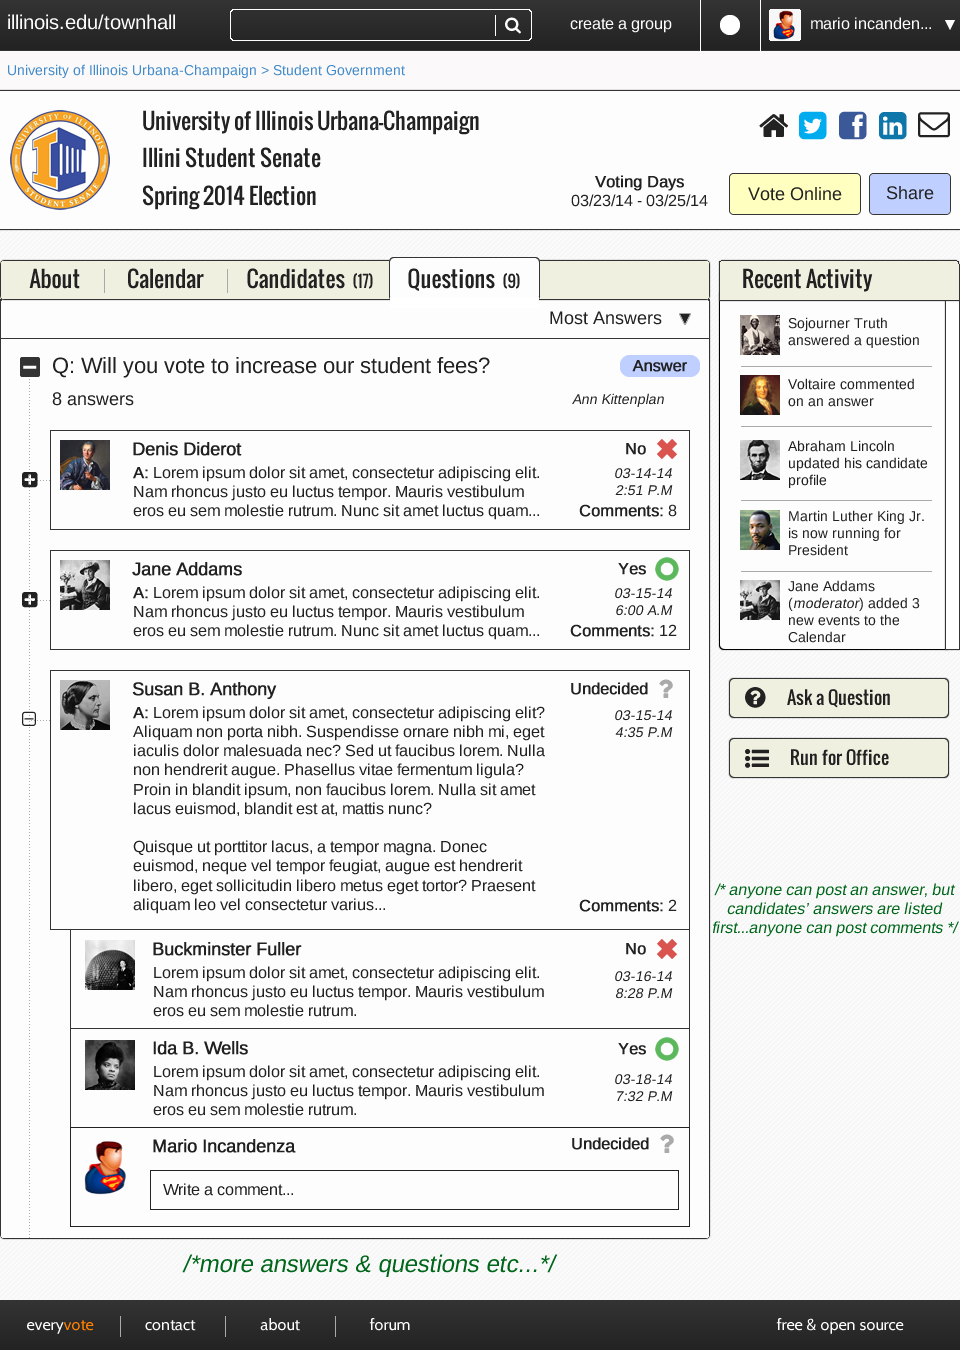 illinois.edu/townhall
create a group
mario incanden...
University of Illinois Urbana-Champaign > Student Government
UNIVERSITY OF ILLINOIS
STUDENT SENATE
University of Illinois Urbana-Champaign
Illini Student Senate
Spring 2014 Election
Voting Days
03/23/14 - 03/25/14
Vote Online
Share
About
Calendar
Candidates (17)
Questions (9)
Most Answers
Q: Will you vote to increase our student fees?
Answer
8 answers
Ann Kittenplan
Denis Diderot
No
A: Lorem ipsum dolor sit amet, consectetur adipiscing elit.
Nam rhoncus justo eu luctus tempor. Mauris vestibulum
eros eu sem molestie rutrum. Nunc sit amet luctus quam...
03-14-14
2:51 P.M
Comments: 8
Jane Addams
Yes
A: Lorem ipsum dolor sit amet, consectetur adipiscing elit.
Nam rhoncus justo eu luctus tempor. Mauris vestibulum
eros eu sem molestie rutrum. Nunc sit amet luctus quam...
03-15-14
6:00 A.M
Comments: 12
Susan B. Anthony
Undecided ?
A: Lorem ipsum dolor sit amet, consectetur adipiscing elit?
Aliquam non porta nibh. Suspendisse ornare nibh mi, eget
iaculis dolor malesuada nec? Sed ut faucibus lorem. Nulla
non hendrerit augue. Phasellus vitae fermentum ligula?
Proin in blandit ipsum, non faucibus lorem. Nulla sit amet
lacus euismod, blandit est at, mattis nunc?
Quisque ut porttitor lacus, a tempor magna. Donec
euismod, neque vel tempor feugiat, augue est hendrerit
libero, eget sollicitudin libero metus eget tortor? Praesent
aliquam leo vel consectetur varius...
03-15-14
4:35 P.M
Comments: 2
Buckminster Fuller
No
Lorem ipsum dolor sit amet, consectetur adipiscing elit.
Nam rhoncus justo eu luctus tempor. Mauris vestibulum
eros eu sem molestie rutrum.
03-16-14
8:28 P.M
Ida B. Wells
Yes
Lorem ipsum dolor sit amet, consectetur adipiscing elit.
Nam rhoncus justo eu luctus tempor. Mauris vestibulum
eros eu sem molestie rutrum.
03-18-14
7:32 P.M
Mario Incandenza
Undecided ?
Write a comment...
/*more answers & questions etc...*/
Recent Activity
Sojourner Truth
answered a question
Voltaire commented
on an answer
Abraham Lincoln
updated his candidate
profile
Martin Luther King Jr.
is now running for
President
Jane Addams
(moderator) added 3
new events to the
Calendar
Ask a Question
Run for Office
/* anyone can post an answer, but
candidates’ answers are listed
first...anyone can post comments */
everyvote
contact
about
forum
free & open source